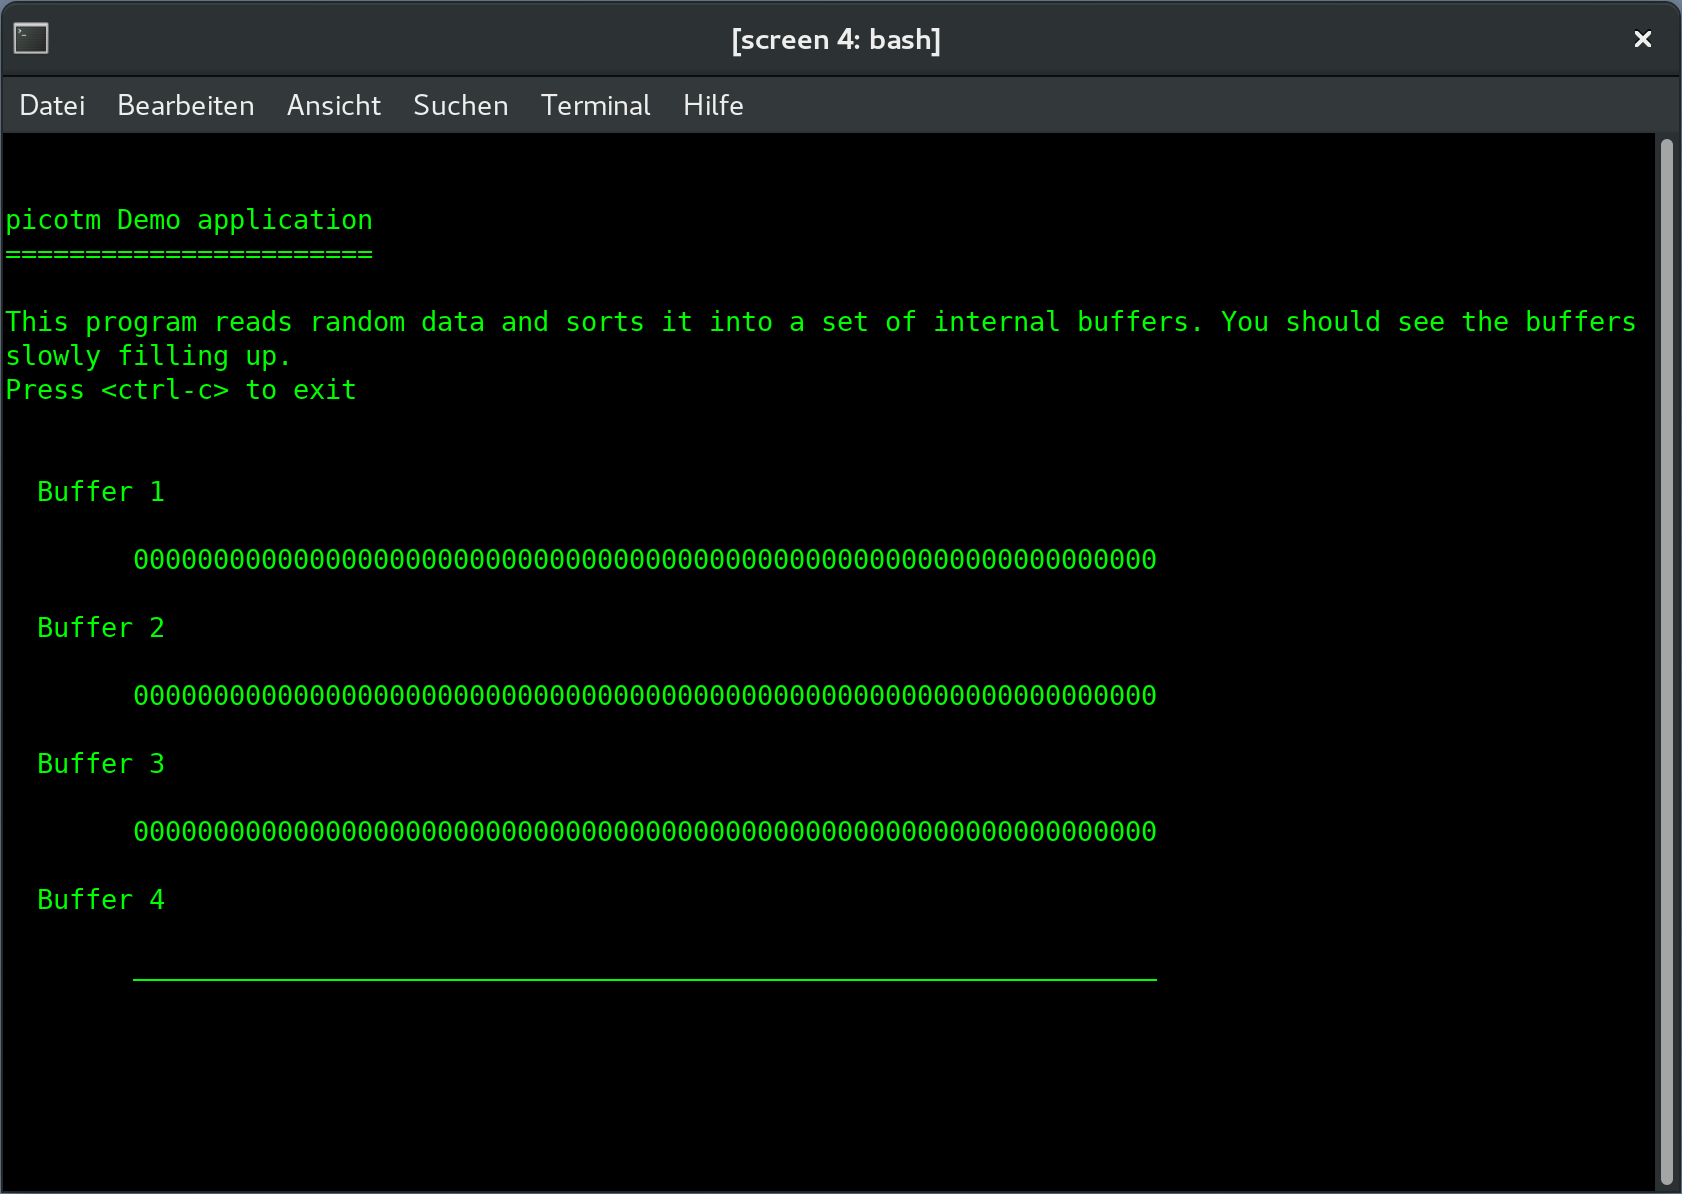 [screen 4: bash]
Datei Bearbeiten Ansicht Suchen Terminal Hilfe
picotm Demo application
=======================
This program reads random data and sorts it into a set of internal buffers. You should see the buffers
slowly filling up.
Press <ctrl-c> to exit
Buffer 1
0000000000000000000000000000000000000000000000000000000000000000
Buffer 2
0000000000000000000000000000000000000000000000000000000000000000
Buffer 3
0000000000000000000000000000000000000000000000000000000000000000
Buffer 4
________________________________________________________________